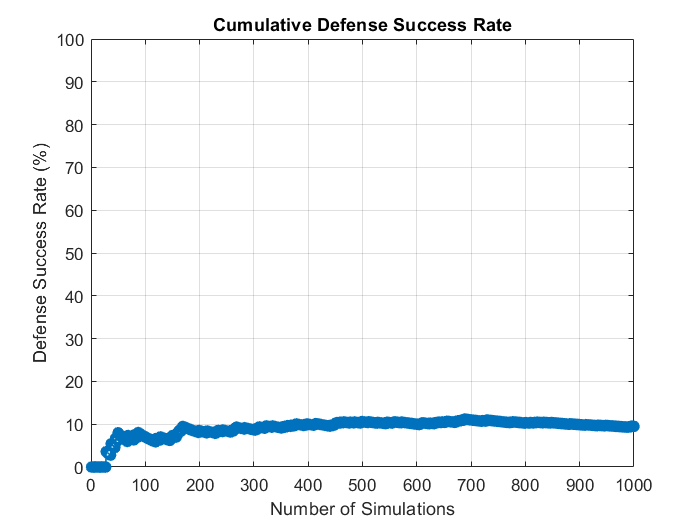 Cumulative Defense Success Rate
100
90
80
70
60
50
40
30
20
10
0
Defense Success Rate (%)
0 100 200 300 400 500 600 700 800 900 1000
Number of Simulations